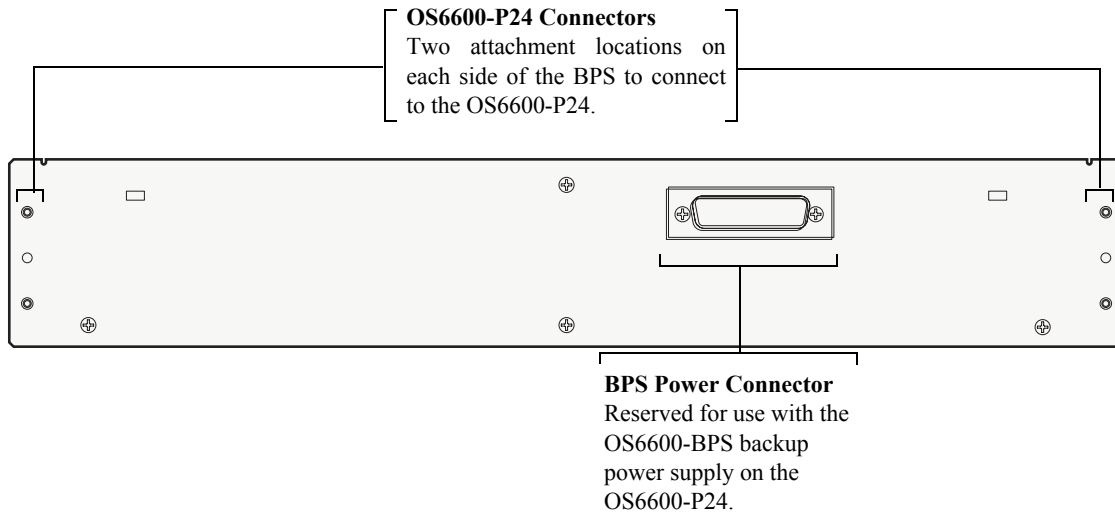 OS6600-P24 Connectors
Two attachment locations on
each side of the BPS to connect
to the OS6600-P24.
BPS Power Connector
Reserved for use with the
OS6600-BPS backup
power supply on the
OS6600-P24.